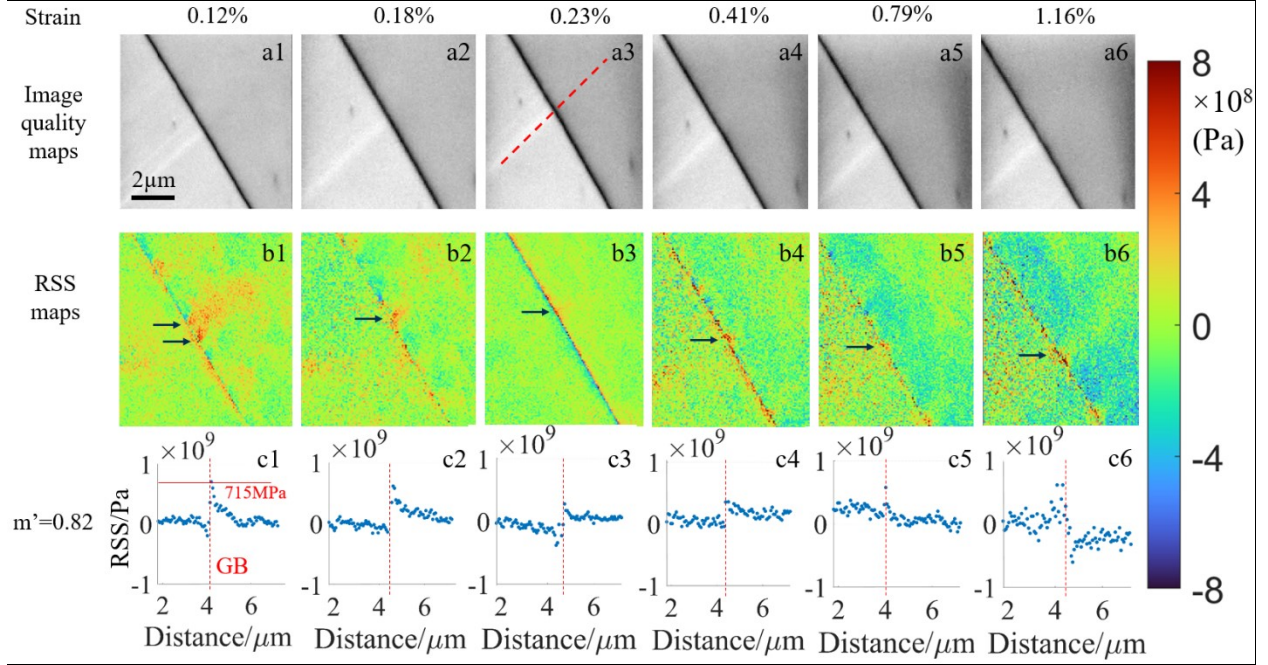 Strain 0.12% 0.18% 0.23% 0.41% 0.79% 1.16%
Image quality maps
a1 a2 a3 a4 a5 a6
2μm
8
×10⁸
(Pa)
4
0
-4
-8
RSS maps
b1 b2 b3 b4 b5 b6
×10⁹ ×10⁹ ×10⁹ ×10⁹ ×10⁹ ×10⁹
c1 c2 c3 c4 c5 c6
m’=0.82
RSS/Pa
1 1 1 1 1 1
715MPa
0 0 0 0 0 0
GB
-1 -1 -1 -1 -1 -1
2 4 6 2 4 6 2 4 6 2 4 6 2 4 6 2 4 6
Distance/μm Distance/μm Distance/μm Distance/μm Distance/μm Distance/μm